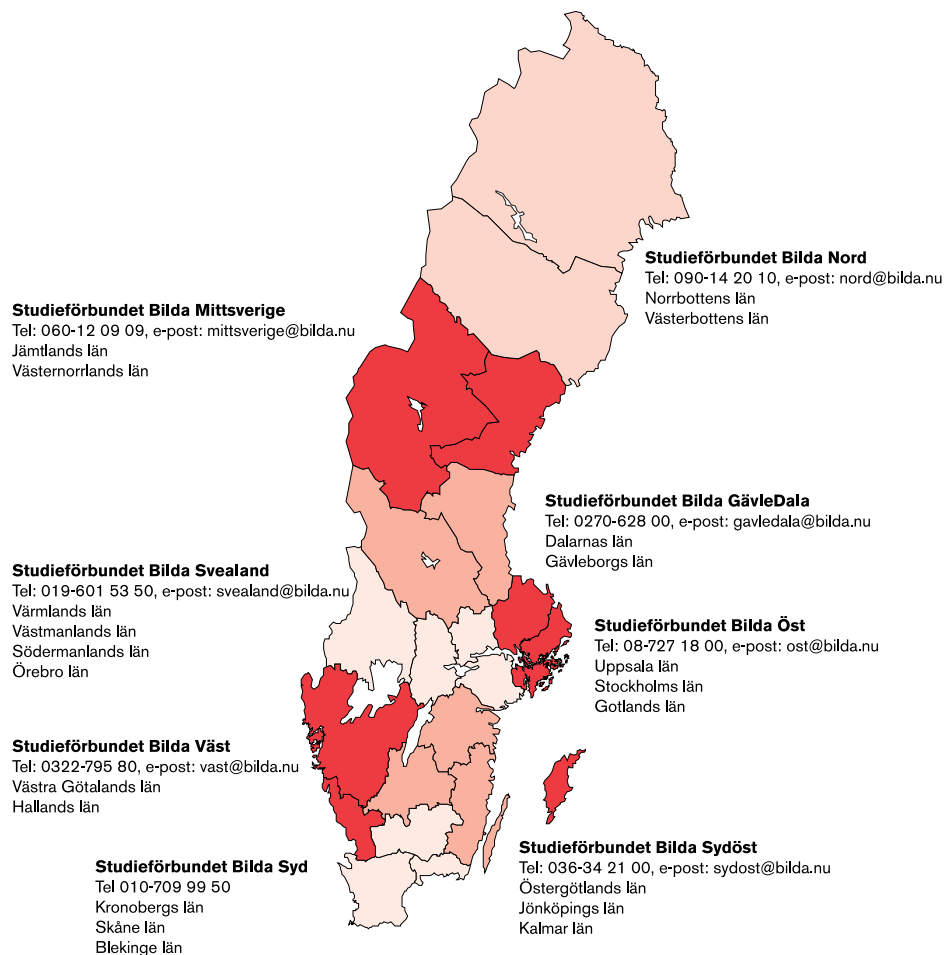 Studieförbundet Bilda Nord
Tel: 090-14 20 10, e-post: nord@bilda.nu
Norrbottens län
Västerbottens län
Studieförbundet Bilda Mittsverige
Tel: 060-12 09 09, e-post: mittsverige@bilda.nu
Jämtlands län
Västernorrlands län
Studieförbundet Bilda GävleDala
Tel: 0270-628 00, e-post: gavledala@bilda.nu
Dalarnas län
Gävleborgs län
Studieförbundet Bilda Svealand
Tel: 019-601 53 50, e-post: svealand@bilda.nu
Värmlands län
Västmanlands län
Södermanlands län
Örebro län
Studieförbundet Bilda Öst
Tel: 08-727 18 00, e-post: ost@bilda.nu
Uppsala län
Stockholms län
Gotlands län
Studieförbundet Bilda Väst
Tel: 0322-795 80, e-post: vast@bilda.nu
Västra Götalands län
Hallands län
Studieförbundet Bilda Sydöst
Tel: 036-34 21 00, e-post: sydost@bilda.nu
Östergötlands län
Jönköpings län
Kalmar län
Studieförbundet Bilda Syd
Tel 010-709 99 50
Kronobergs län
Skåne län
Blekinge län